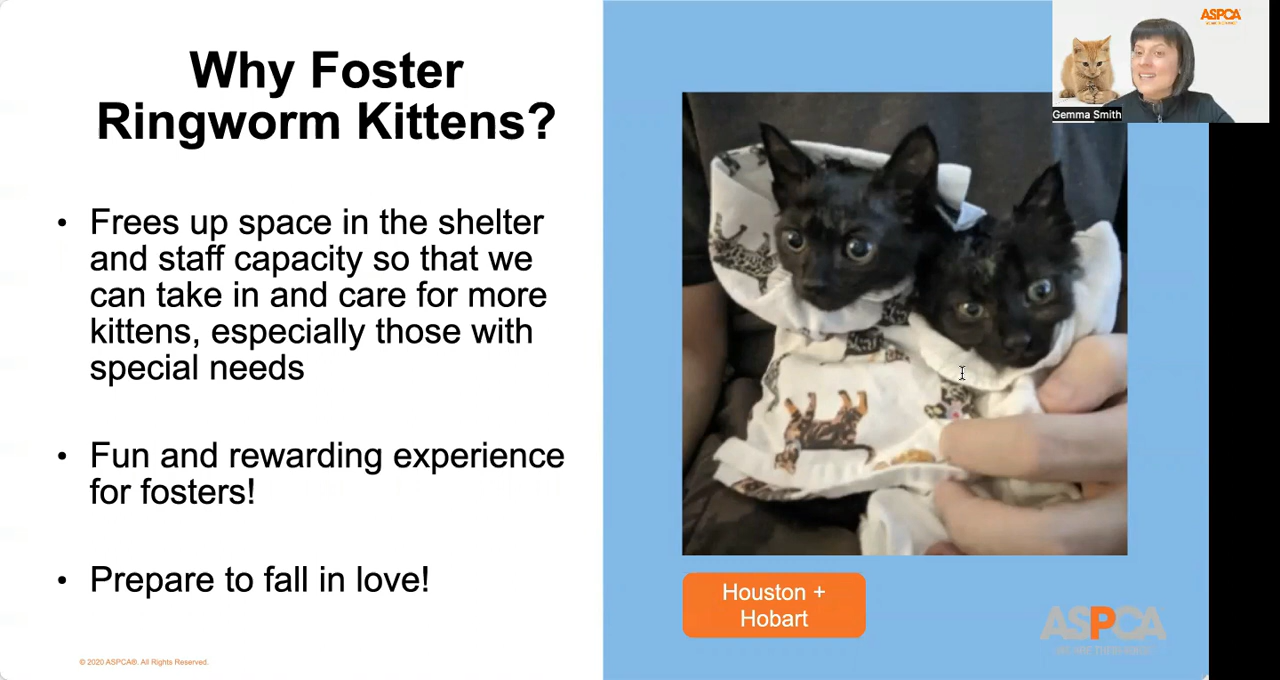 Why Foster
Ringworm Kittens?
• Frees up space in the shelter
and staff capacity so that we
can take in and care for more
kittens, especially those with
special needs
• Fun and rewarding experience
for fosters!
• Prepare to fall in love!
© 2020 ASPCA®. All Rights Reserved.
ASPCA
Gemma Smith
Houston +
Hobart
ASPCA